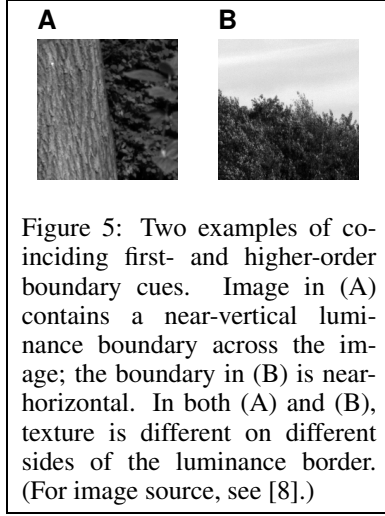 A B
Figure 5: Two examples of co-
inciding first- and higher-order
boundary cues. Image in (A)
contains a near-vertical lumi-
nance boundary across the im-
age; the boundary in (B) is near-
horizontal. In both (A) and (B),
texture is different on different
sides of the luminance border.
(For image source, see [8].)